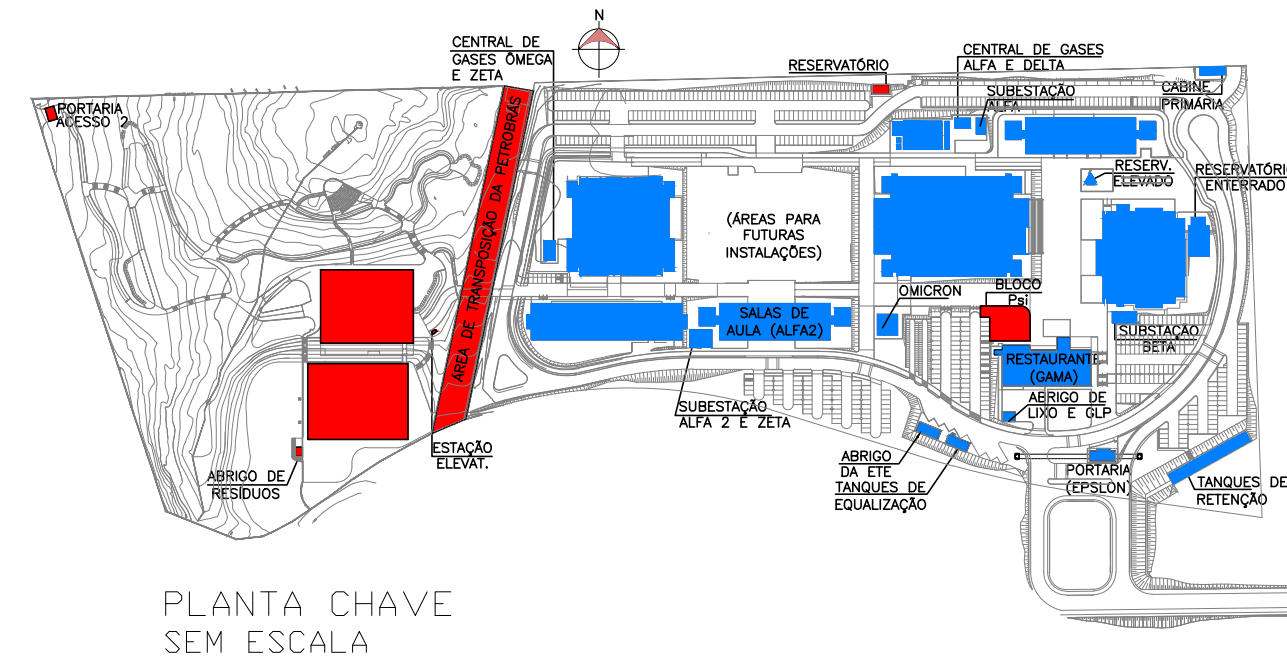 N
CENTRAL DE
GASES ÔMEGA
E ZETA
RESERVATÓRIO
CENTRAL DE GASES
ALFA E DELTA
SUBESTAÇÃO
ALFA
CABINE
PRIMÁRIA
PORTARIA
ACESSO 2
ÁREA DE TRANSPOSIÇÃO DA PETROBRÁS
RESERV.
ELEVADO
RESERVATÓRIO
ENTERRADO
(ÁREAS PARA
FUTURAS
INSTALAÇÕES)
OMICRON
BLOCO
Psi
SALAS DE
AULA (ALFA2)
SUBSTAÇÃO
BETA
RESTAURANTE
(GAMA)
ABRIGO DE
LIXO E GLP
SUBESTAÇÃO
ALFA 2 E ZETA
ESTAÇÃO
ELEVAT.
ABRIGO DE
RESÍDUOS
ABRIGO
DA ETE
TANQUES DE
EQUALIZAÇÃO
PORTARIA
(EPSLON)
TANQUES DE
RETENÇÃO
PLANTA CHAVE
SEM ESCALA